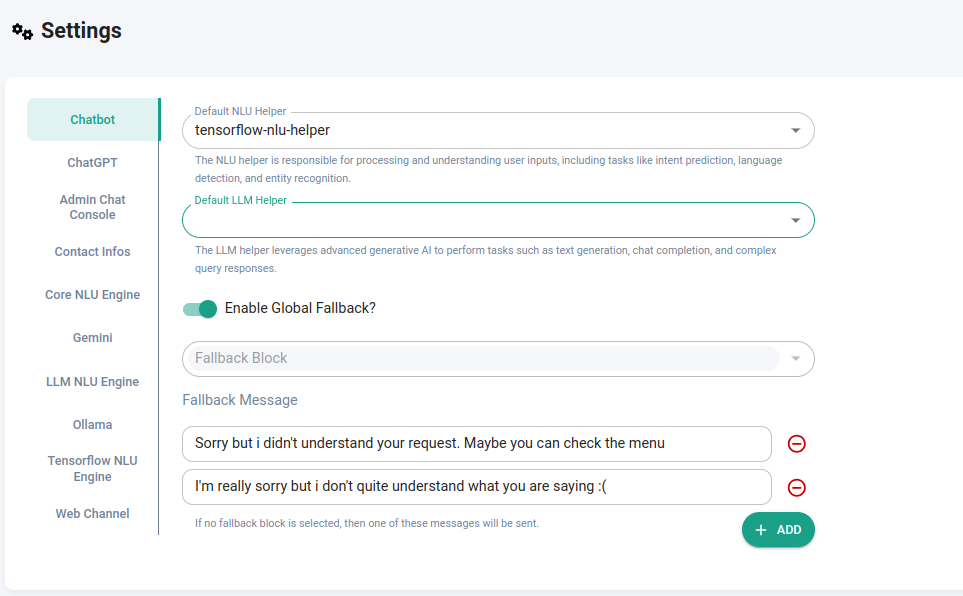 Settings
Chatbot
ChatGPT
Admin Chat
Console
Contact Infos
Core NLU Engine
Gemini
LLM NLU Engine
Ollama
Tensorflow NLU
Engine
Web Channel
Default NLU Helper
tensorflow-nlu-helper
The NLU helper is responsible for processing and understanding user inputs, including tasks like intent prediction, language
detection, and entity recognition.
Default LLM Helper
The LLM helper leverages advanced generative AI to perform tasks such as text generation, chat completion, and complex
query responses.
Enable Global Fallback?
Fallback Block
Fallback Message
Sorry but i didn't understand your request. Maybe you can check the menu
I'm really sorry but i don't quite understand what you are saying :(
If no fallback block is selected, then one of these messages will be sent.
+ ADD